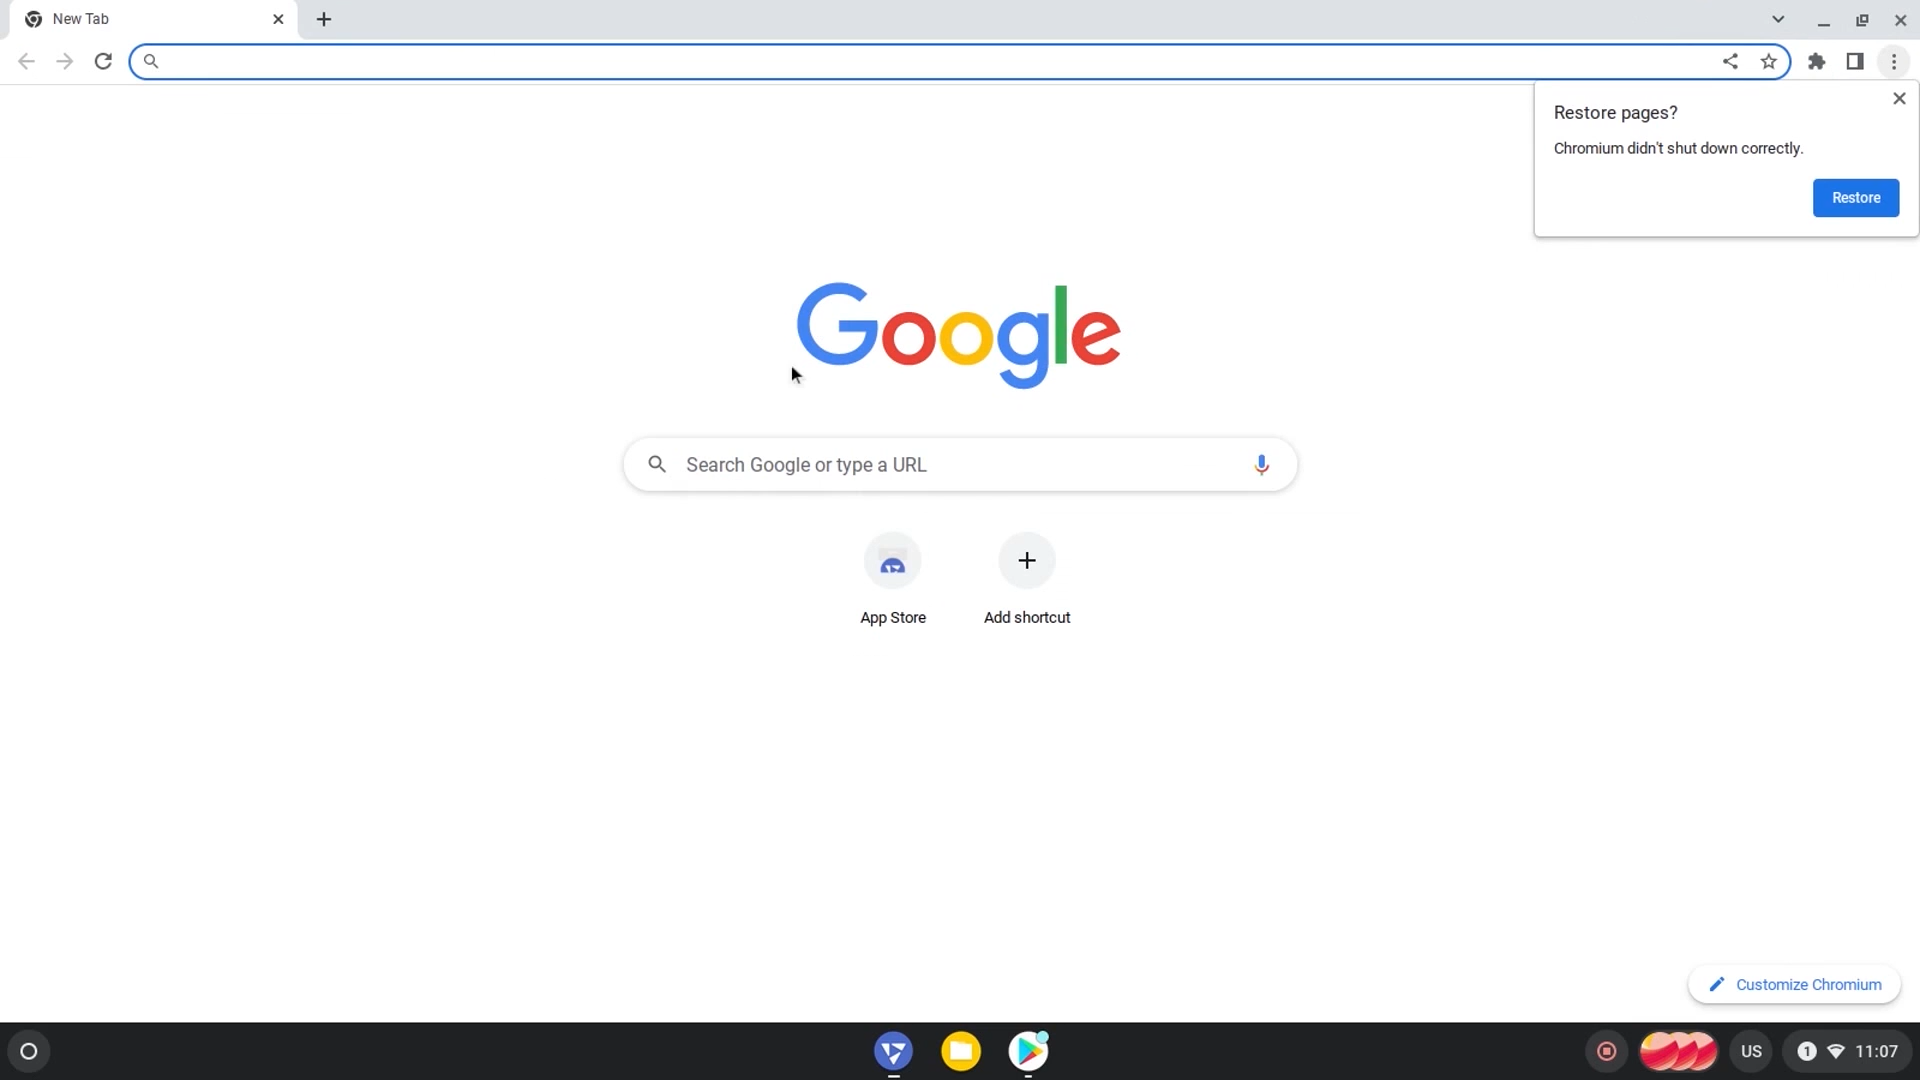 New Tab
Restore pages?
Chromium didn't shut down correctly.
Restore
Google
Search Google or type a URL
App Store
Add shortcut
Customize Chromium
US
1
11:07